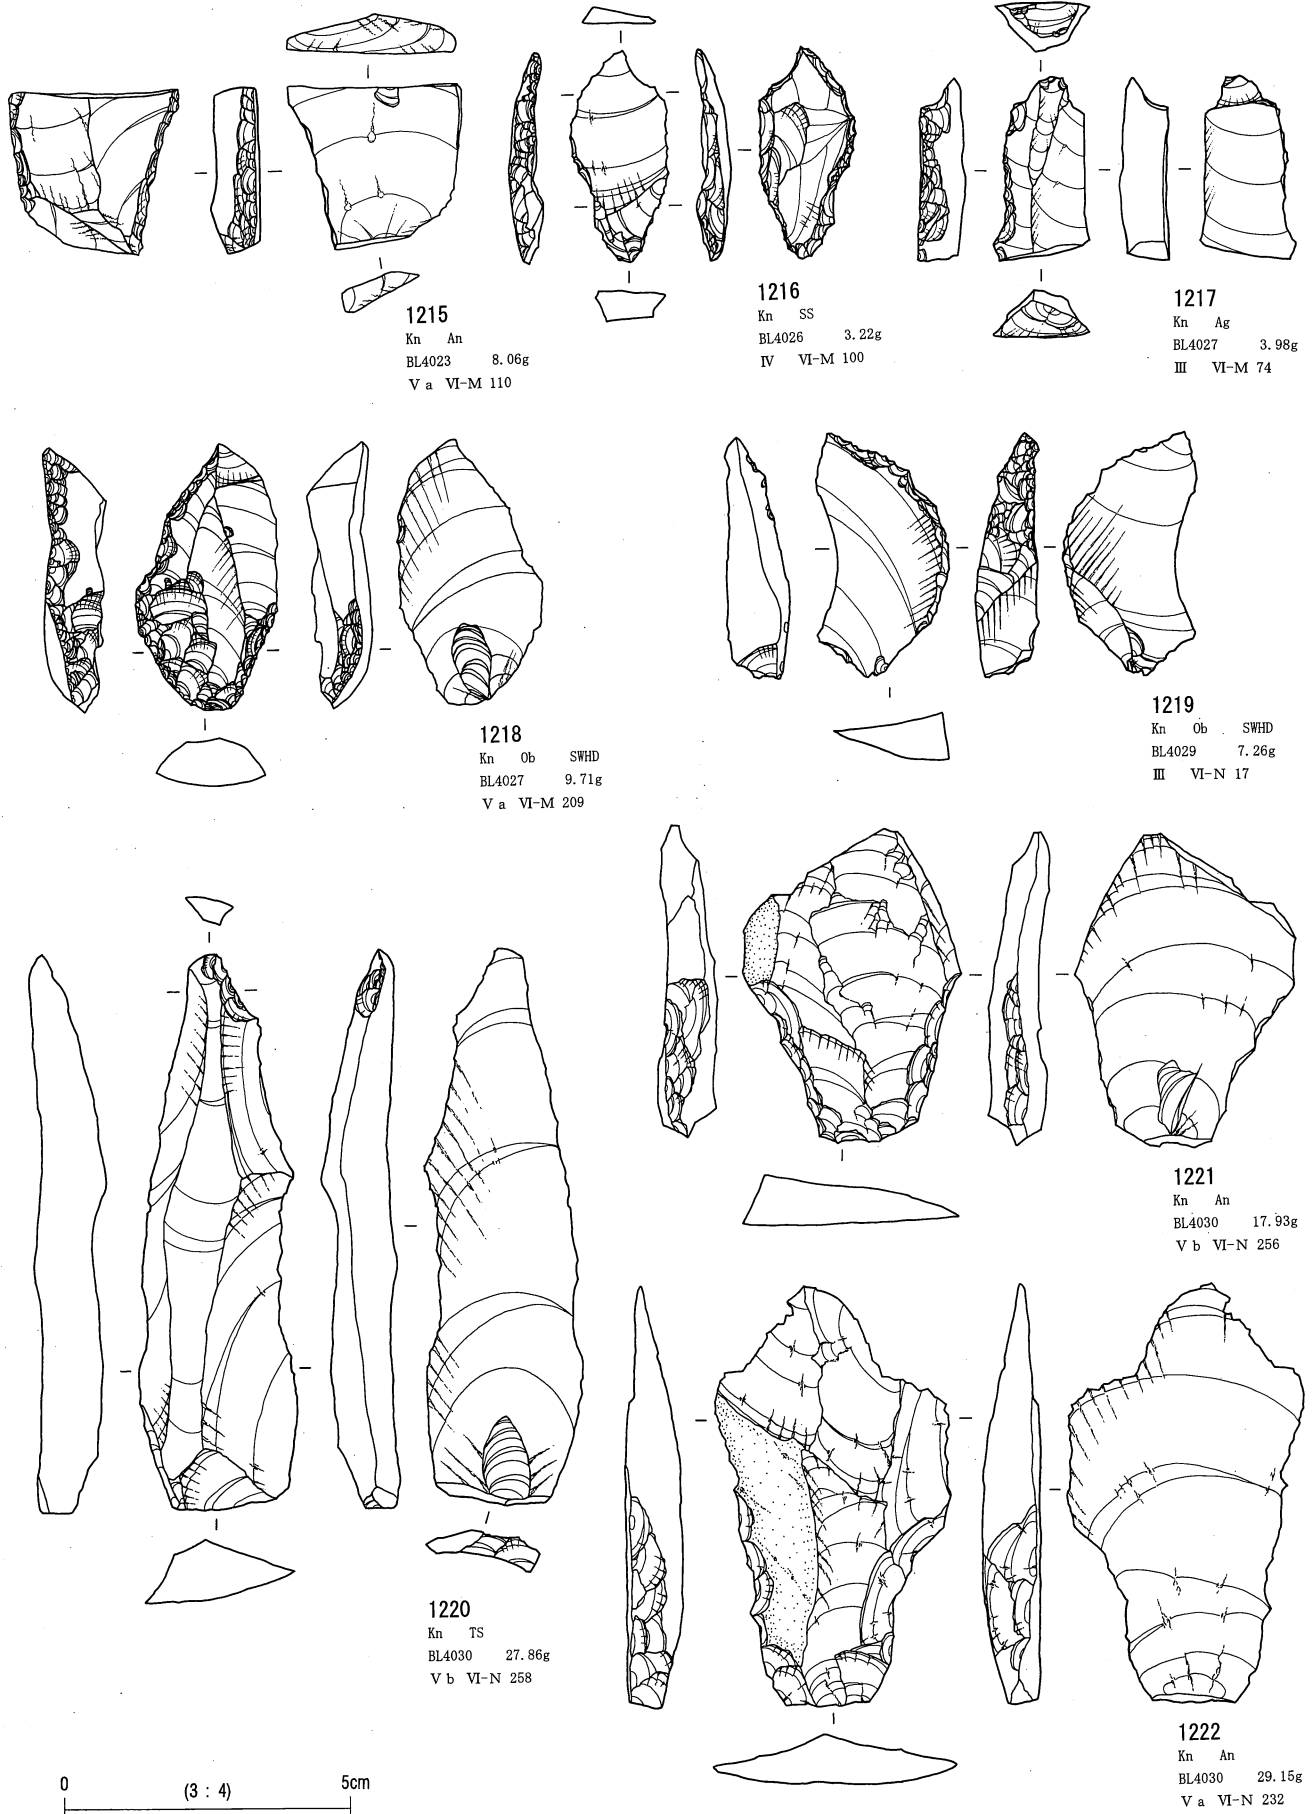 1215
Kn An
BL4023 8.06g
Ⅴa Ⅵ-M 110
1216
Kn SS
BL4026 3.22g
Ⅳ Ⅵ-M 100
1217
Kn Ag
BL4027 3.98g
Ⅲ Ⅵ-M 74
1218
Kn Ob SWHD
BL4027 9.71g
Ⅴa Ⅵ-M 209
1219
Kn Ob SWHD
BL4029 7.26g
Ⅲ Ⅵ-N 17
1220
Kn TS
BL4030 27.86g
Ⅴb Ⅵ-N 258
1221
Kn An
BL4030 17.93g
Ⅴb Ⅵ-N 256
1222
Kn An
BL4030 29.15g
Ⅴa Ⅵ-N 232
0 (3 : 4) 5cm